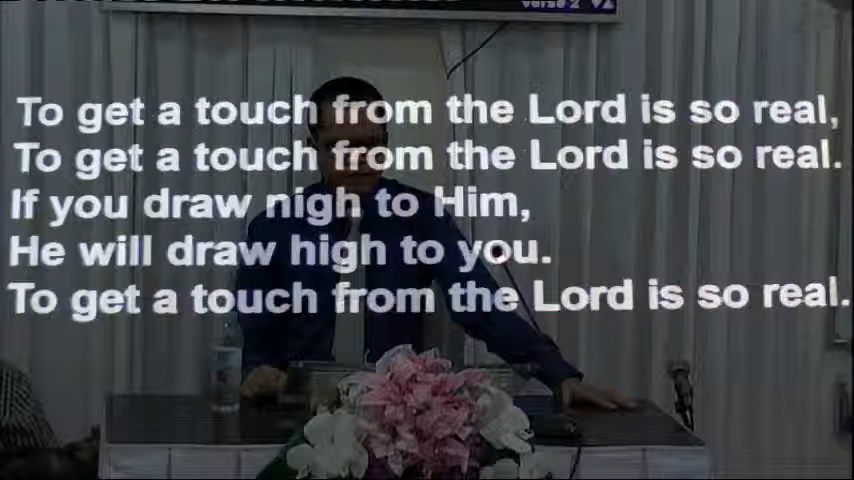 verse 2
To get a touch from the Lord is so real,
To get a touch from the Lord is so real.
If you draw nigh to Him,
He will draw high to you.
To get a touch from the Lord is so real.